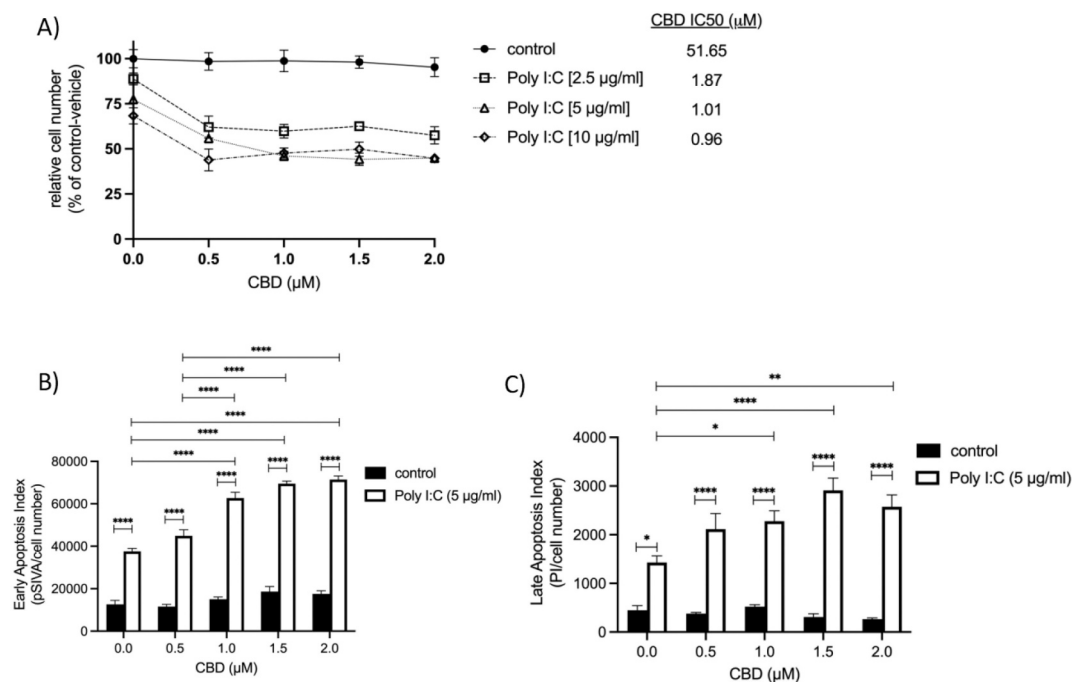 A)
relative cell number
(% of control-vehicle)
100
75
50
25
0
0.0 0.5 1.0 1.5 2.0
CBD (µM)
CBD IC50 (µM)
control 51.65
Poly I:C [2.5 µg/ml] 1.87
Poly I:C [5 µg/ml] 1.01
Poly I:C [10 µg/ml] 0.96
B)
****
****
****
****
****
****
**** **** **** **** ****
Early Apoptosis Index
(pSIVA/cell number)
80000
60000
40000
20000
0
0.0 0.5 1.0 1.5 2.0
CBD (µM)
control
Poly I:C (5 µg/ml)
C)
**
****
*
* **** **** **** ****
Late Apoptosis Index
(PI/cell number)
4000
3000
2000
1000
0
0.0 0.5 1.0 1.5 2.0
CBD (µM)
control
Poly I:C (5 µg/ml)